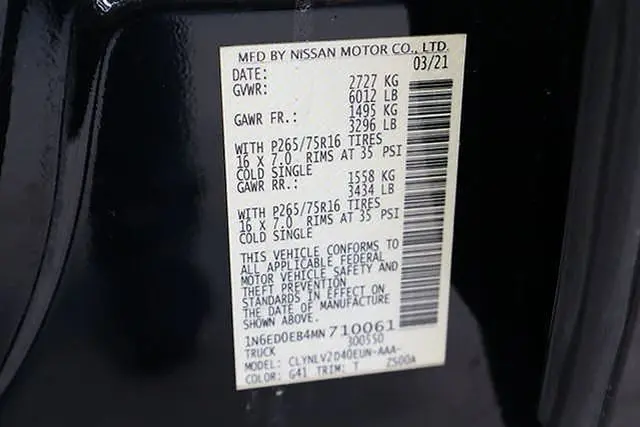 MFD BY NISSAN MOTOR CO., LTD.
DATE: 03/21
GVWR: 2727 KG
6012 LB
GAWR FR.: 1495 KG
3296 LB
WITH P265/75R16 TIRES
16 X 7.0 RIMS AT 35 PSI
COLD SINGLE
GAWR RR.: 1558 KG
3434 LB
WITH P265/75R16 TIRES
16 X 7.0 RIMS AT 35 PSI
COLD SINGLE
THIS VEHICLE CONFORMS TO
ALL APPLICABLE FEDERAL
MOTOR VEHICLE SAFETY AND
THEFT PREVENTION
STANDARDS IN EFFECT ON
THE DATE OF MANUFACTURE
SHOWN ABOVE.
1N6ED0EB4MN710061
TRUCK 300550
MODEL: CLYNLV2D40EUN-AAA-
COLOR: G41 TRIM: T 2500A